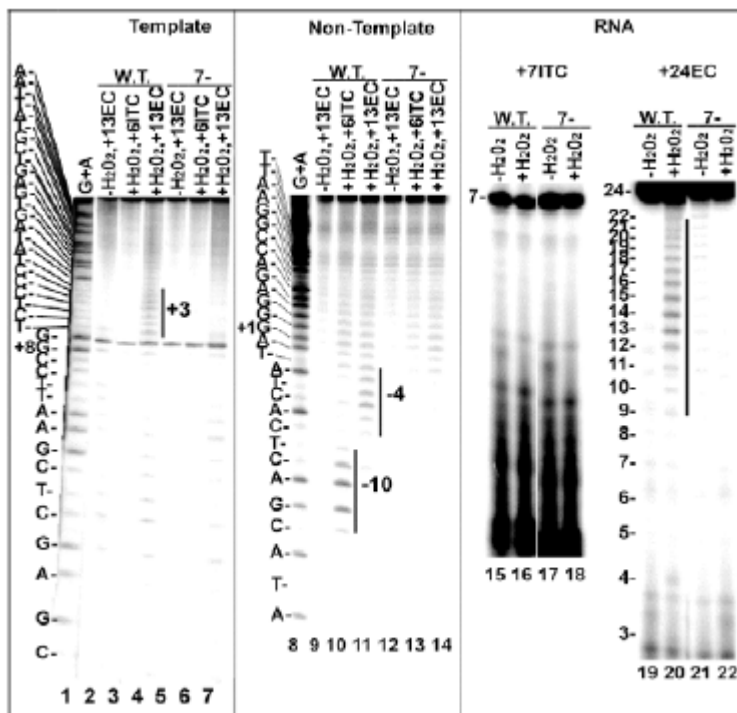 Template
W.T. 7-
G+A
-H2O2,+13EC
+H2O2,+6ITC
+H2O2,+13EC
-H2O2,+13EC
+H2O2,+6ITC
+H2O2,+13EC
+3
+8
G-
G-
C-
C-
T-
A-
A-
G-
C-
T-
C-
G-
A-
G-
C-
1 2 3 4 5 6 7
Non-Template
W.T. 7-
G+A
-H2O2,+13EC
+H2O2,+6ITC
+H2O2,+13EC
-H2O2,+13EC
+H2O2,+6ITC
+H2O2,+13EC
+1
A-
T-
C-
A-
C-
T-
C-
A-
G-
C-
A-
T-
A-
-4
-10
8 9 10 11 12 13 14
RNA
+7ITC +24EC
W.T. 7- W.T. 7-
-H2O2
+H2O2
-H2O2
+H2O2
-H2O2
+H2O2
-H2O2
+H2O2
7-
15 16 17 18
24-
22-
21-
20-
19-
18-
17-
16-
15-
14-
13-
12-
11-
10-
9-
7-
6-
5-
4-
3-
19 20 21 22